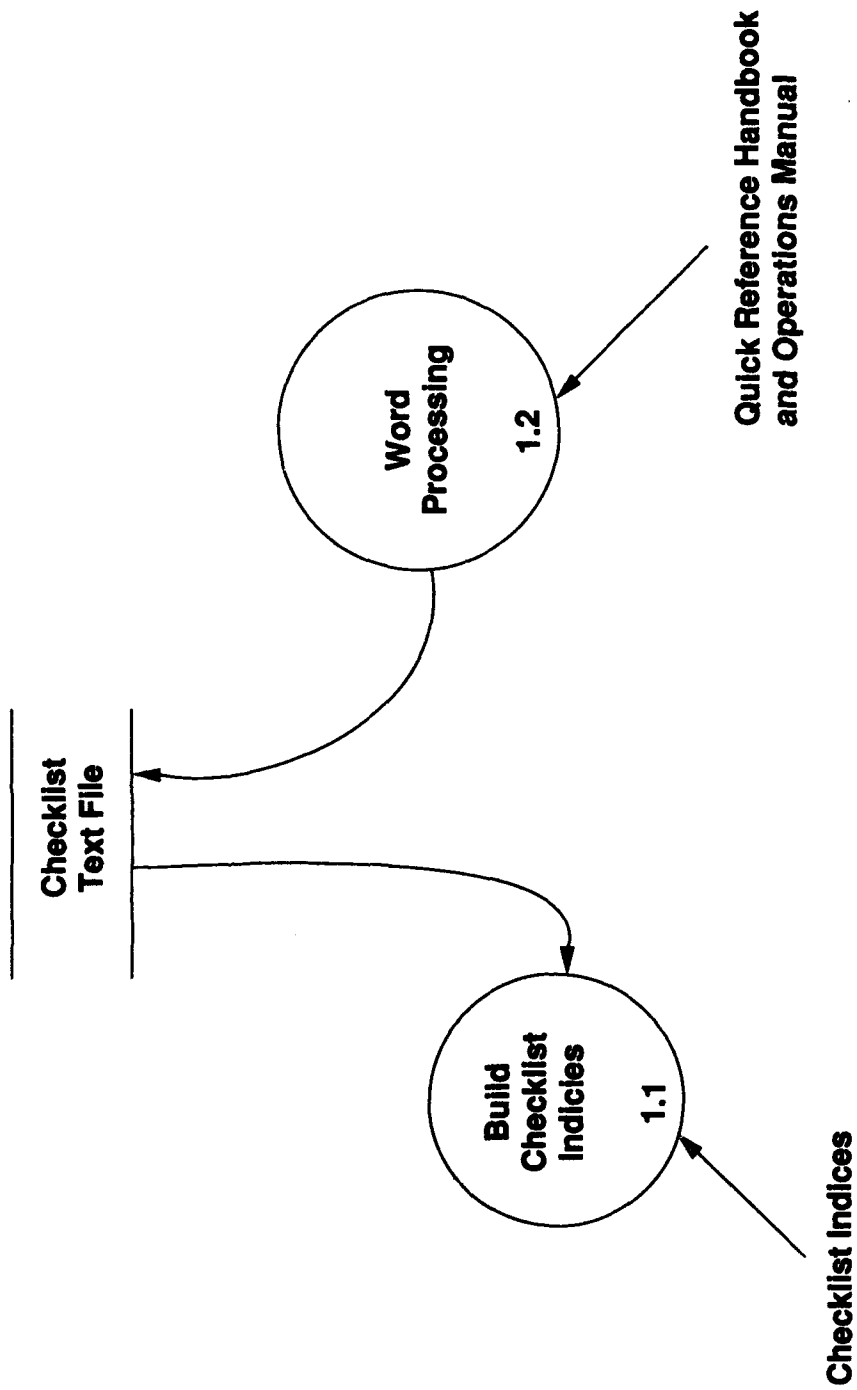 Checklist
Text File
Build
Checklist
Indicies
1.1
Word
Processing
1.2
Checklist Indices
Quick Reference Handbook
and Operations Manual